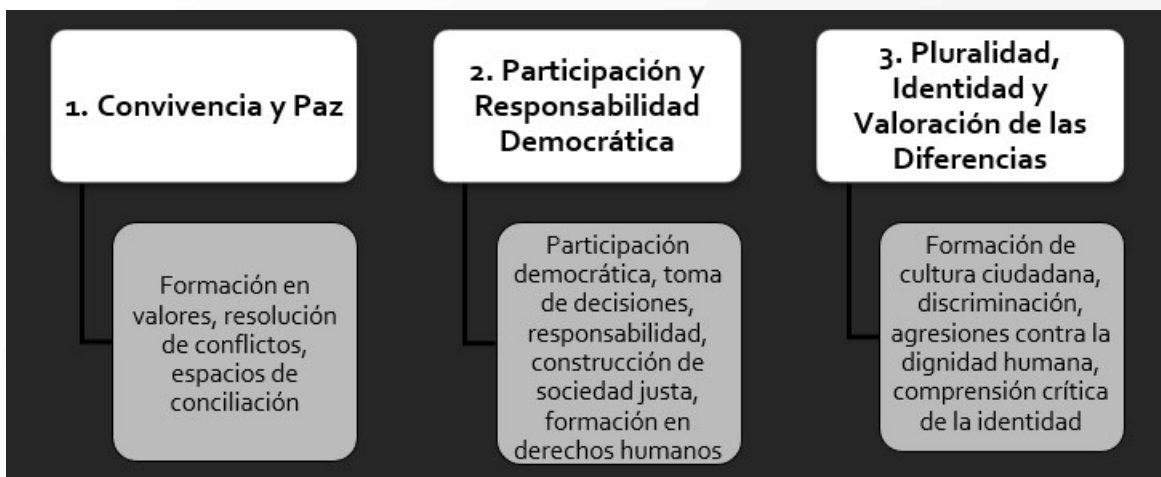 1. Convivencia y Paz
Formación en
valores, resolución
de conflictos,
espacios de
conciliación
2. Participación y
Responsabilidad
Democrática
Participación
democrática, toma
de decisiones,
responsabilidad,
construcción de
sociedad justa,
formación en
derechos humanos
3. Pluralidad,
Identidad y
Valoración de las
Diferencias
Formación de
cultura ciudadana,
discriminación,
agresiones contra la
dignidad humana,
comprensión crítica
de la identidad